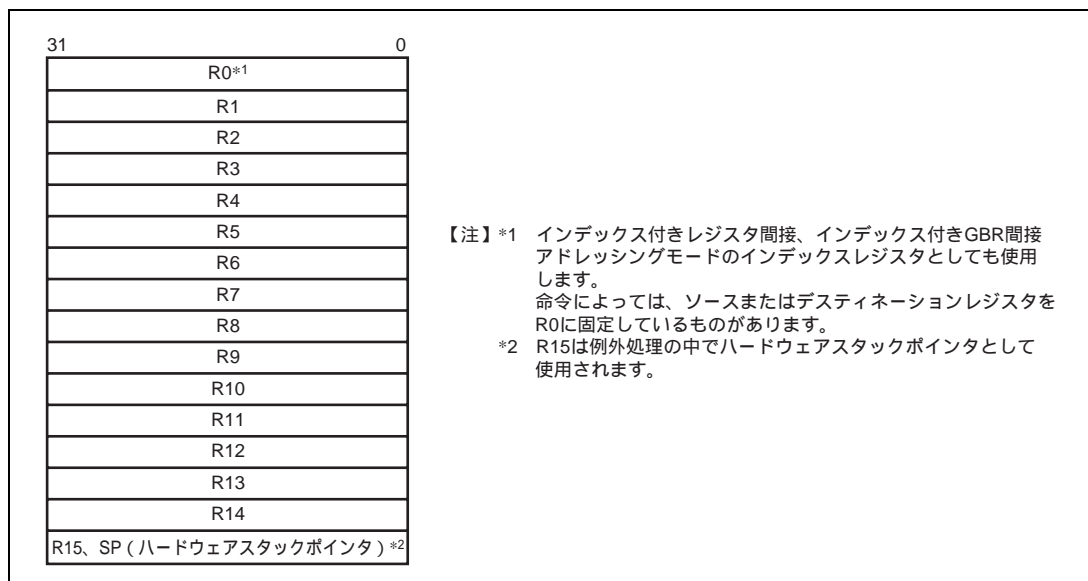 31 0
R0*1
R1
R2
R3
R4
R5
R6
R7
R8
R9
R10
R11
R12
R13
R14
R15、SP（ハードウェアスタックポインタ）*2
【注】*1 インデックス付きレジスタ間接、インデックス付きGBR間接
アドレッシングモードのインデックスレジスタとしても使用
します。
命令によっては、ソースまたはデスティネーションレジスタを
R0に固定しているものがあります。
*2 R15は例外処理の中でハードウェアスタックポインタとして
使用されます。